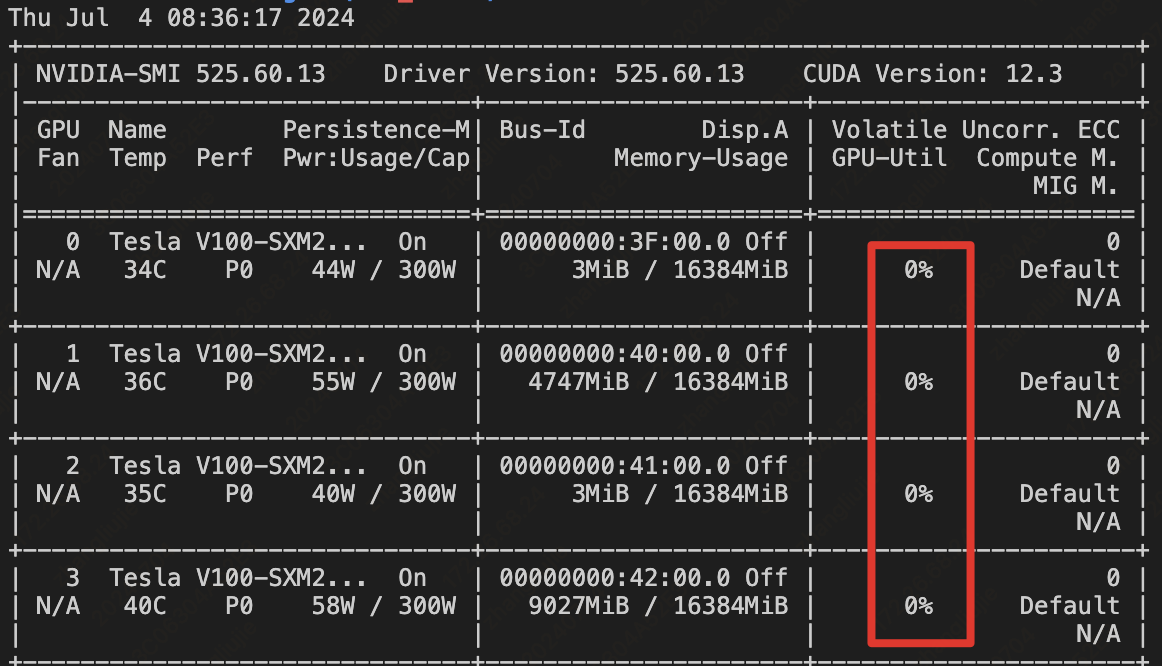 Thu Jul  4 08:36:17 2024
+-----------------------------------------------------------------------------+
| NVIDIA-SMI 525.60.13    Driver Version: 525.60.13    CUDA Version: 12.3     |
|-------------------------------+----------------------+----------------------+
| GPU  Name        Persistence-M| Bus-Id        Disp.A | Volatile Uncorr. ECC |
| Fan  Temp  Perf  Pwr:Usage/Cap|         Memory-Usage | GPU-Util  Compute M. |
|                               |                      |               MIG M. |
|===============================+======================+======================|
|   0  Tesla V100-SXM2...  On   | 00000000:3F:00.0 Off |                    0 |
| N/A   34C    P0    44W / 300W |      3MiB / 16384MiB |      0%      Default |
|                               |                      |                  N/A |
+-------------------------------+----------------------+----------------------+
|   1  Tesla V100-SXM2...  On   | 00000000:40:00.0 Off |                    0 |
| N/A   36C    P0    55W / 300W |   4747MiB / 16384MiB |      0%      Default |
|                               |                      |                  N/A |
+-------------------------------+----------------------+----------------------+
|   2  Tesla V100-SXM2...  On   | 00000000:41:00.0 Off |                    0 |
| N/A   35C    P0    40W / 300W |      3MiB / 16384MiB |      0%      Default |
|                               |                      |                  N/A |
+-------------------------------+----------------------+----------------------+
|   3  Tesla V100-SXM2...  On   | 00000000:42:00.0 Off |                    0 |
| N/A   40C    P0    58W / 300W |   9027MiB / 16384MiB |      0%      Default |
|                               |                      |                  N/A |
+-------------------------------+----------------------+----------------------+